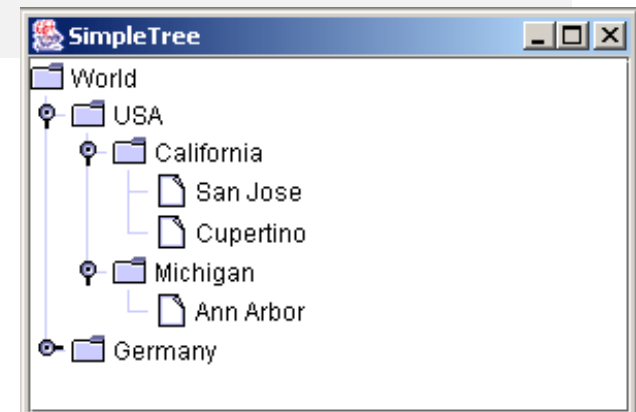 SimpleTree
World
USA
California
San Jose
Cupertino
Michigan
Ann Arbor
Germany